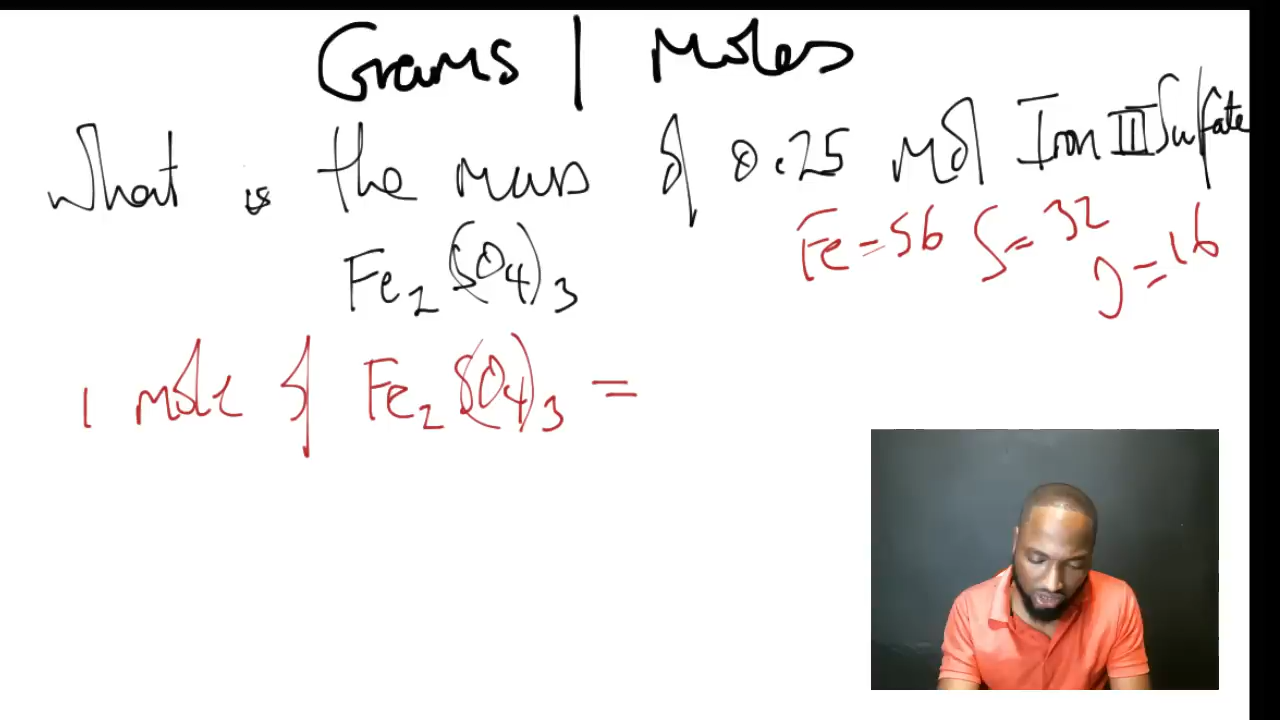 Grams | Moles
What is the mass of 0.25 mol Iron III Sulfate
Fe = 56 S = 32
O = 16
Fe2(SO4)3
1 mole of Fe2(SO4)3 =